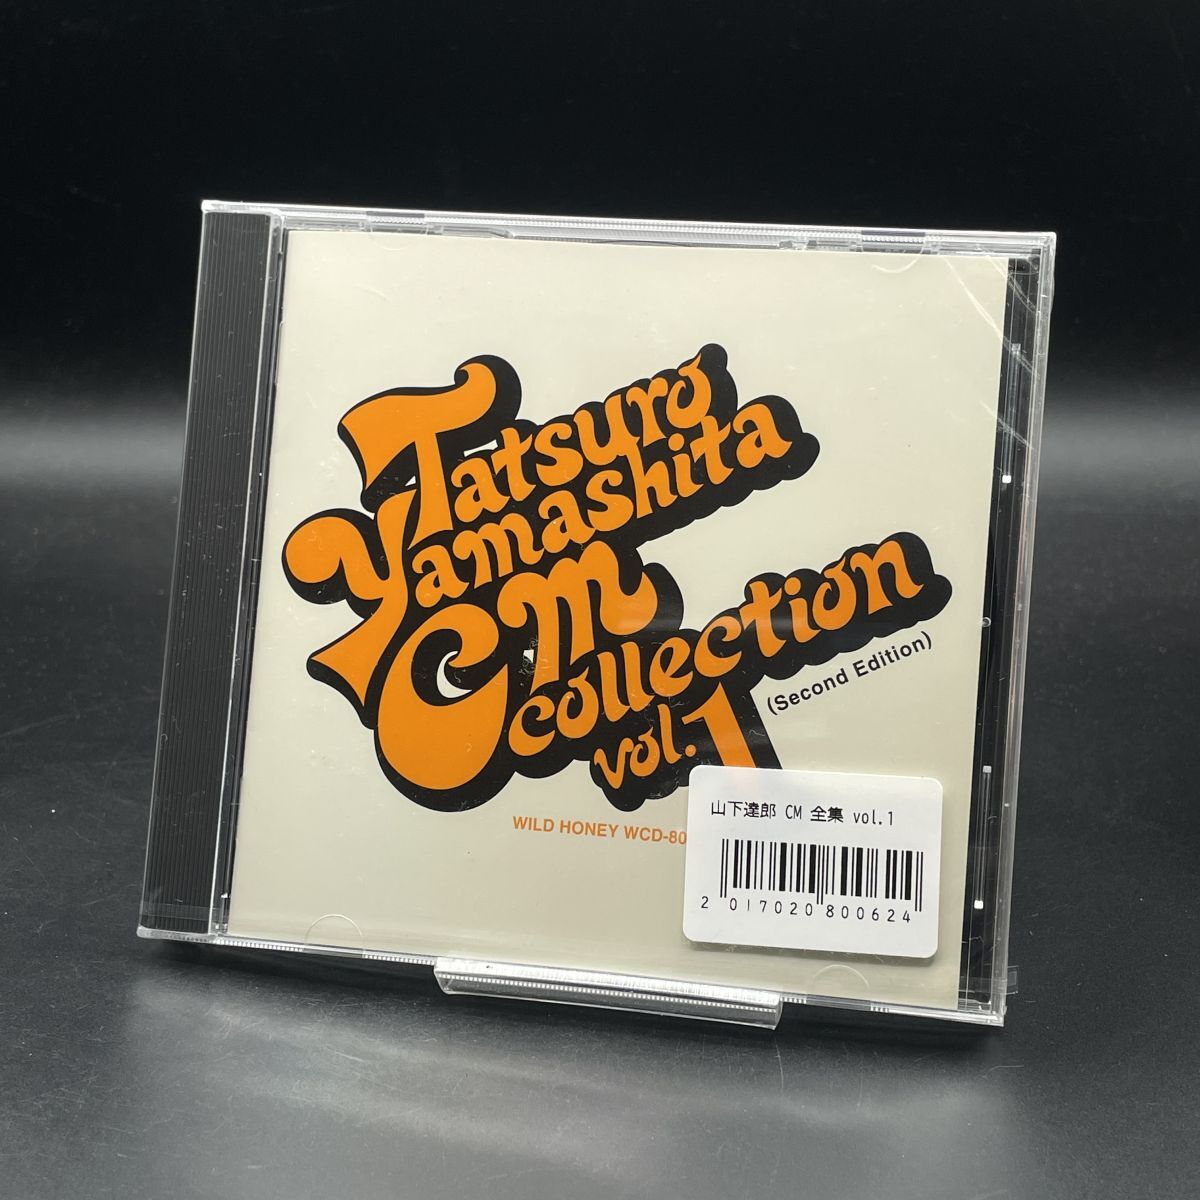 Tatsuro
Yamashita
CM
collection
vol.1
(Second Edition)
WILD HONEY WCD-80
山下達郎 CM 全集 vol.1
2 017020 800624